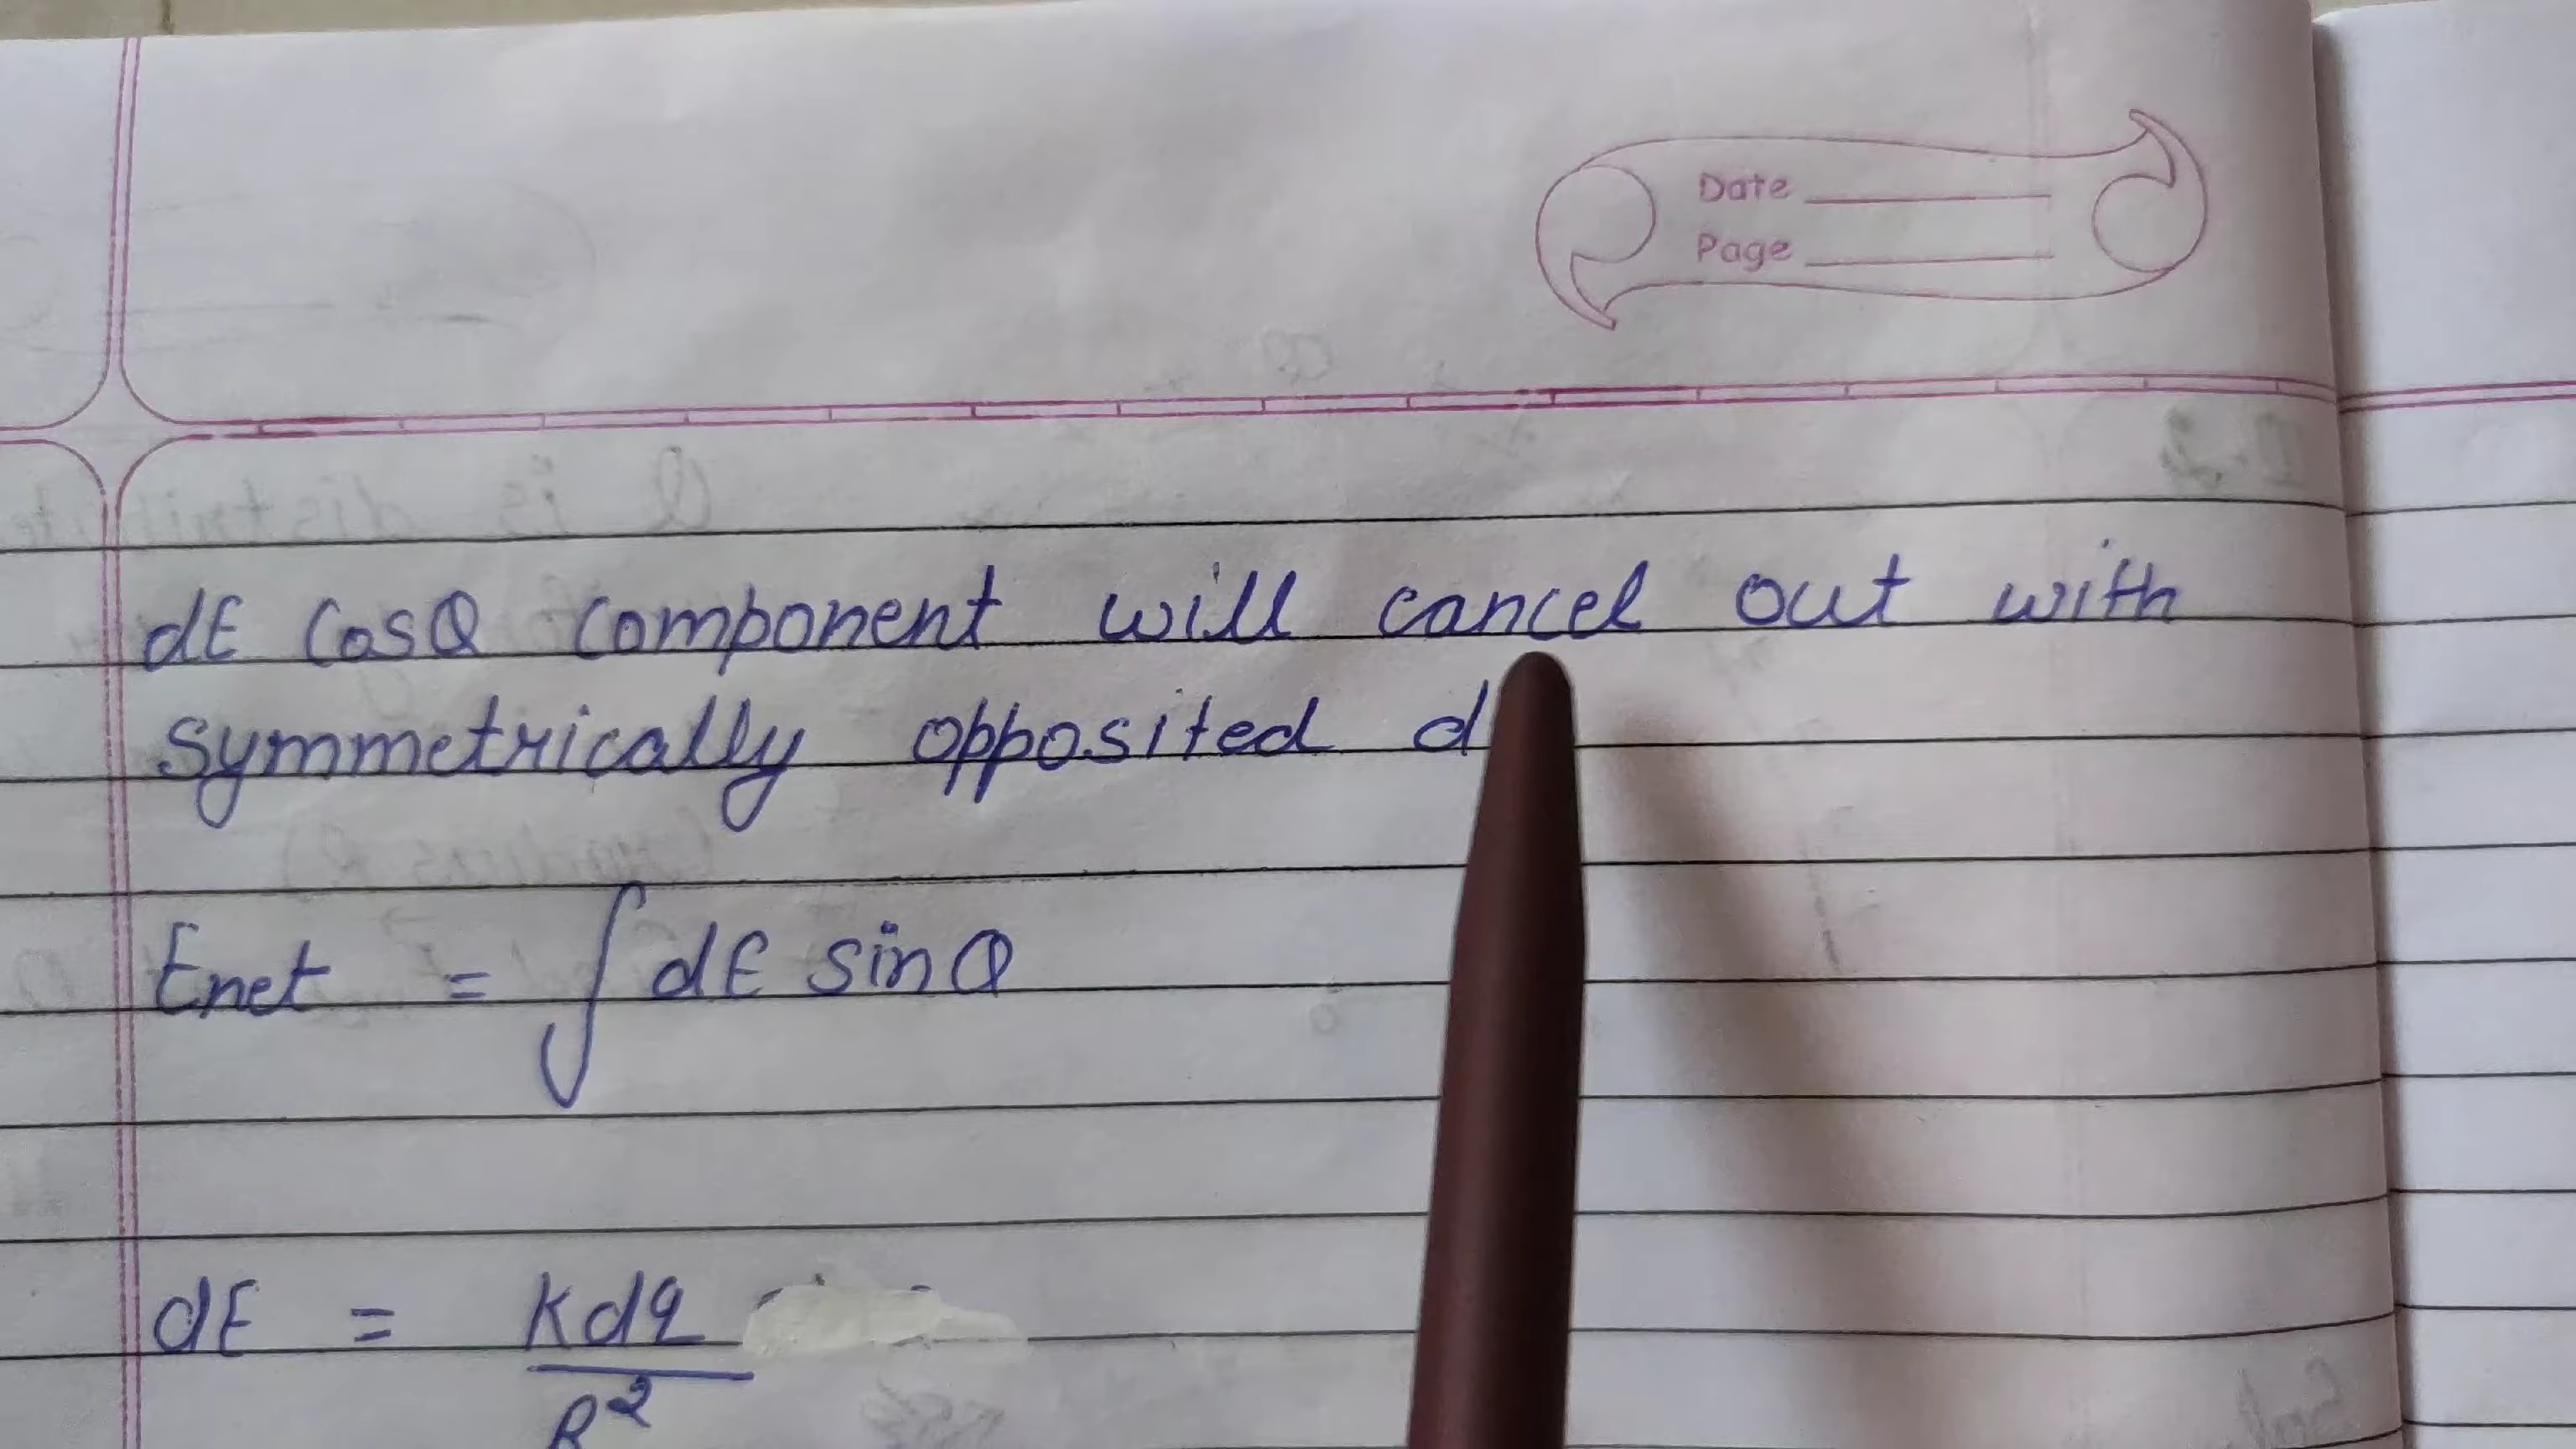 Date
Page
dE CosQ component will cancel out with
symmetrically opposited d
Enet = ∫ dE sinQ
dE = Kdq
R²